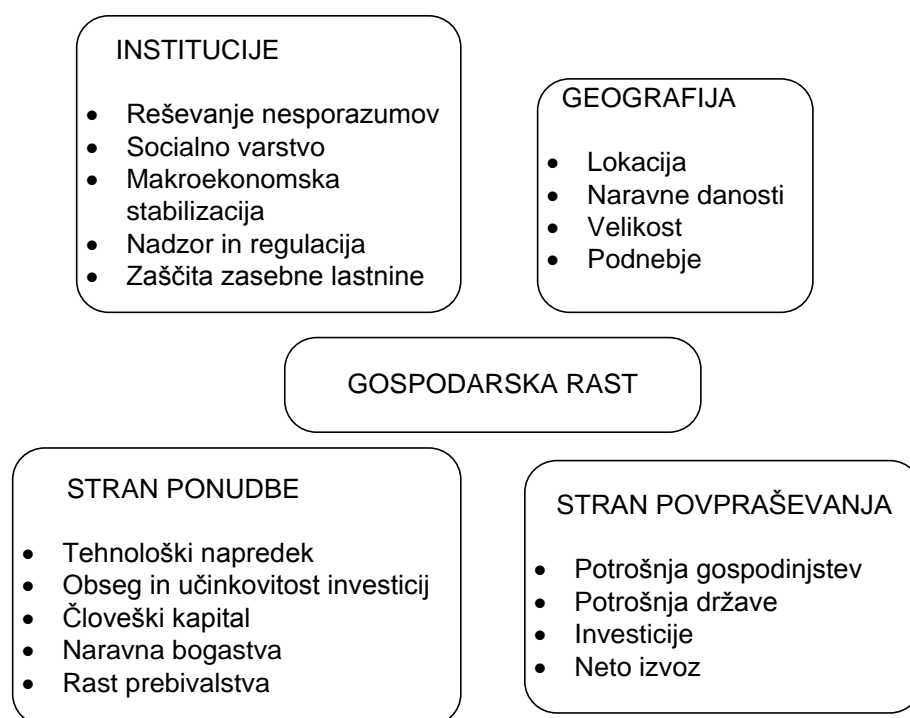 INSTITUCIJE
• Reševanje nesporazumov
• Socialno varstvo
• Makroekonomska
stabilizacija
• Nadzor in regulacija
• Zaščita zasebne lastnine
GEOGRAFIJA
• Lokacija
• Naravne danosti
• Velikost
• Podnebje
GOSPODARSKA RAST
STRAN PONUDBE
• Tehnološki napredek
• Obseg in učinkovitost investicij
• Človeški kapital
• Naravna bogastva
• Rast prebivalstva
STRAN POVPRAŠEVANJA
• Potrošnja gospodinjstev
• Potrošnja države
• Investicije
• Neto izvoz